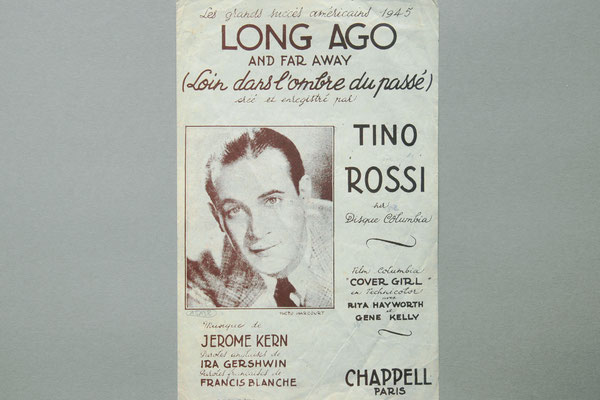 Les grands succès américains 1945
LONG AGO
AND FAR AWAY
(Loin dans l'ombre du passé)
créé et enregistré par
TINO
ROSSI
sur
Disque Columbia
Film Columbia
"COVER GIRL"
en Technicolor
avec
RITA HAYWORTH
et
GENE KELLY
PHOTO HARCOURT
Musique de
JEROME KERN
Paroles anglaises de
IRA GERSHWIN
Paroles françaises de
FRANCIS BLANCHE
CHAPPELL
PARIS